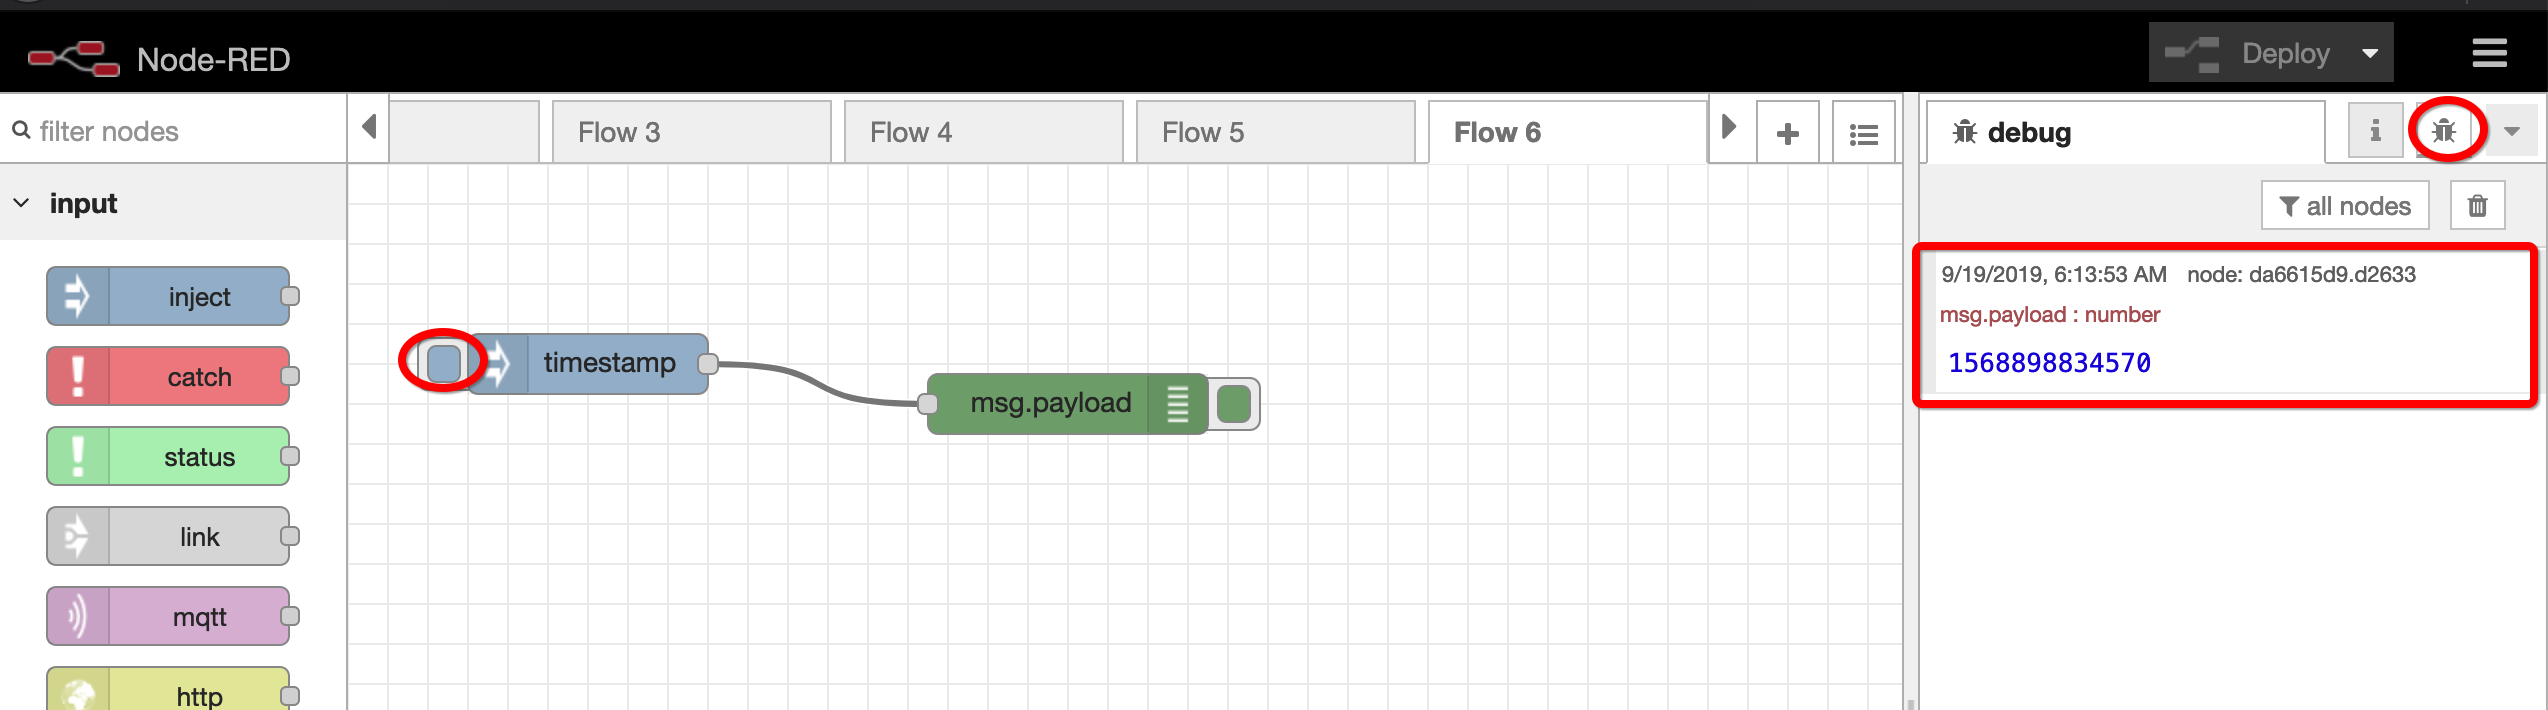 Node-RED
Deploy
filter nodes
Flow 3
Flow 4
Flow 5
Flow 6
i
debug
input
all nodes
inject
catch
status
link
mqtt
http
timestamp
msg.payload
9/19/2019, 6:13:53 AM node: da6615d9.d2633
msg.payload : number
1568898834570